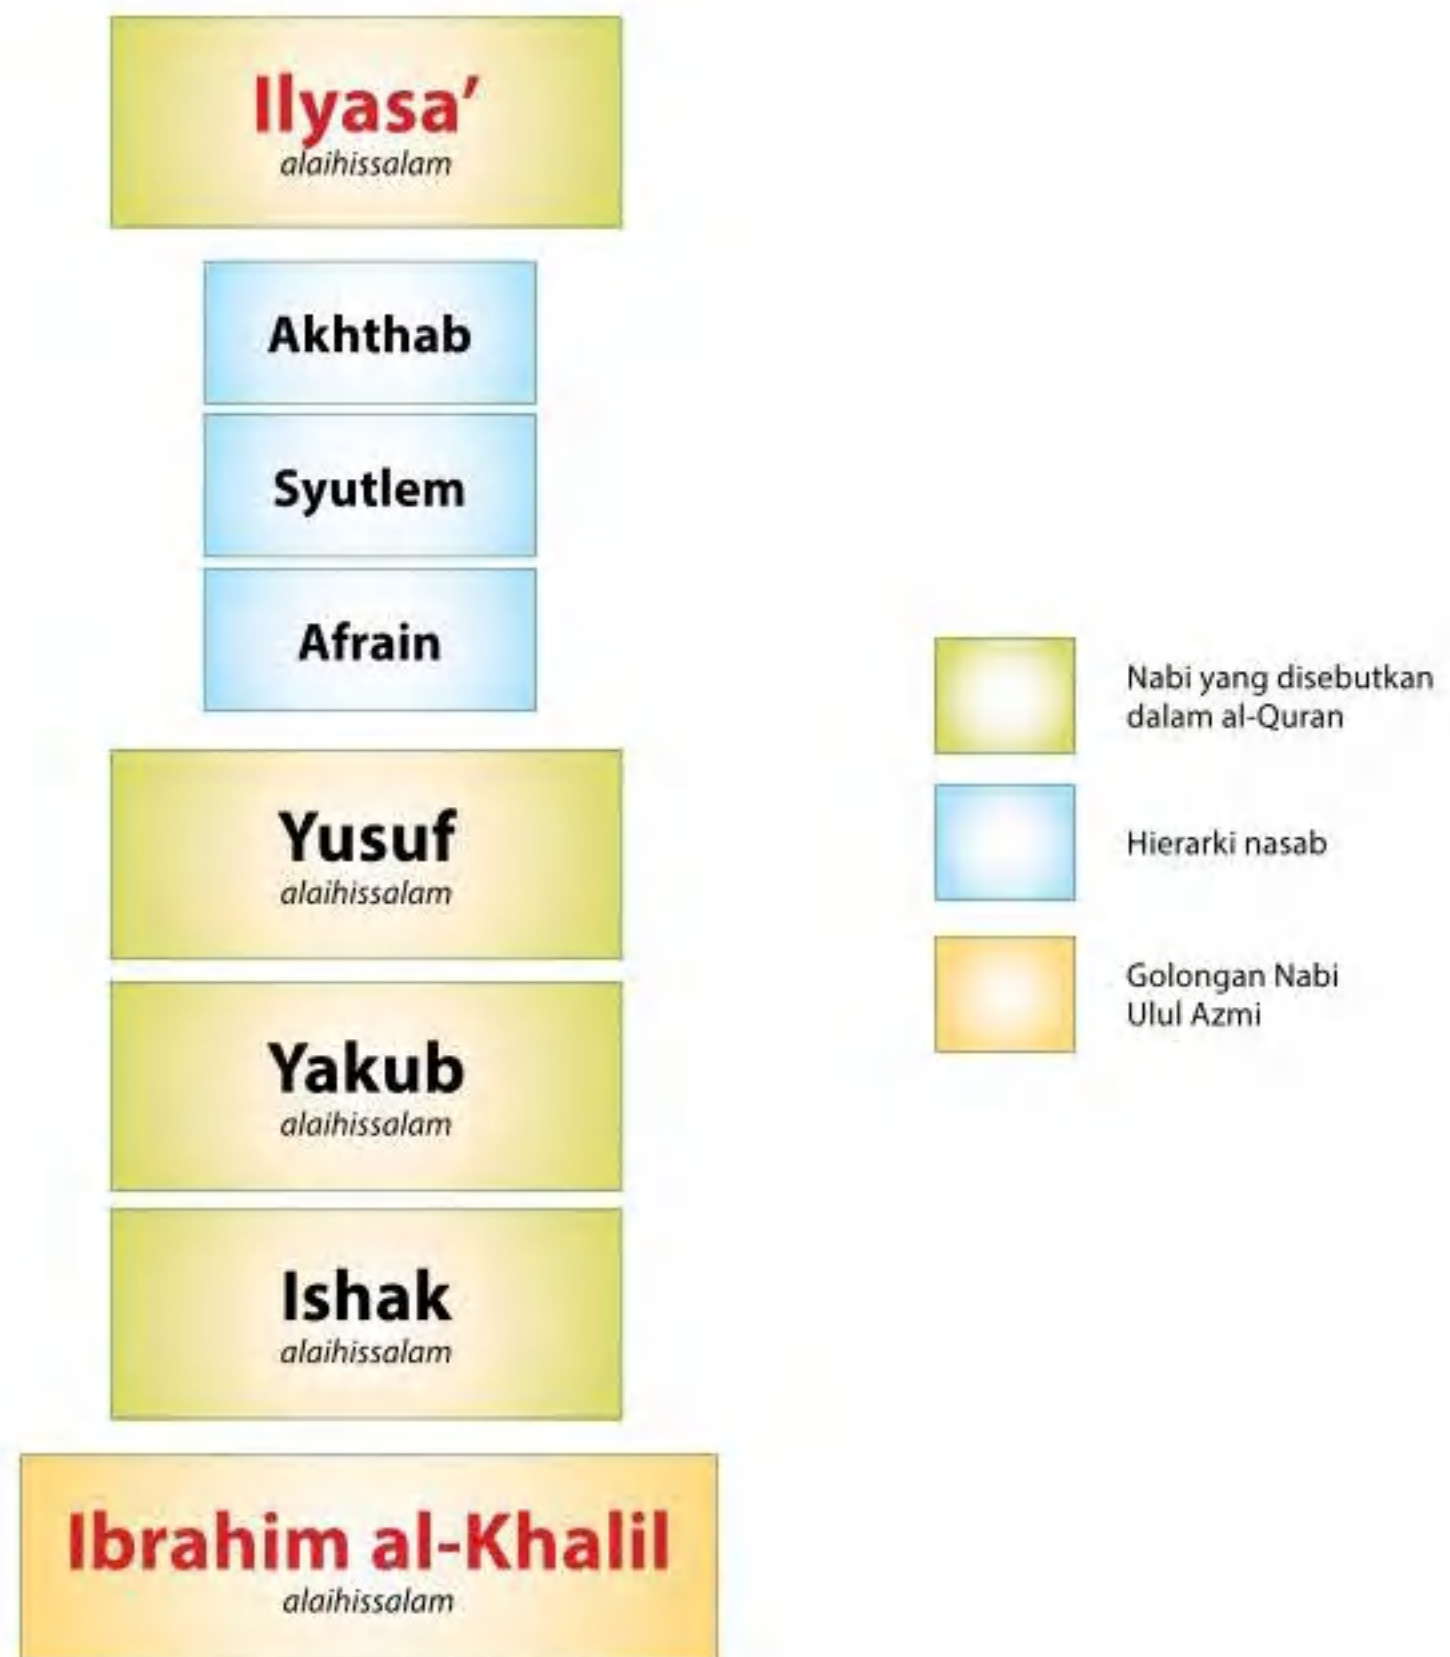 Ilyasa’
alaihissalam
Akhthab
Syutlem
Afrain
Yusuf
alaihissalam
Yakub
alaihissalam
Ishak
alaihissalam
Ibrahim al-Khalil
alaihissalam
Nabi yang disebutkan
dalam al-Quran
Hierarki nasab
Golongan Nabi
Ulul Azmi